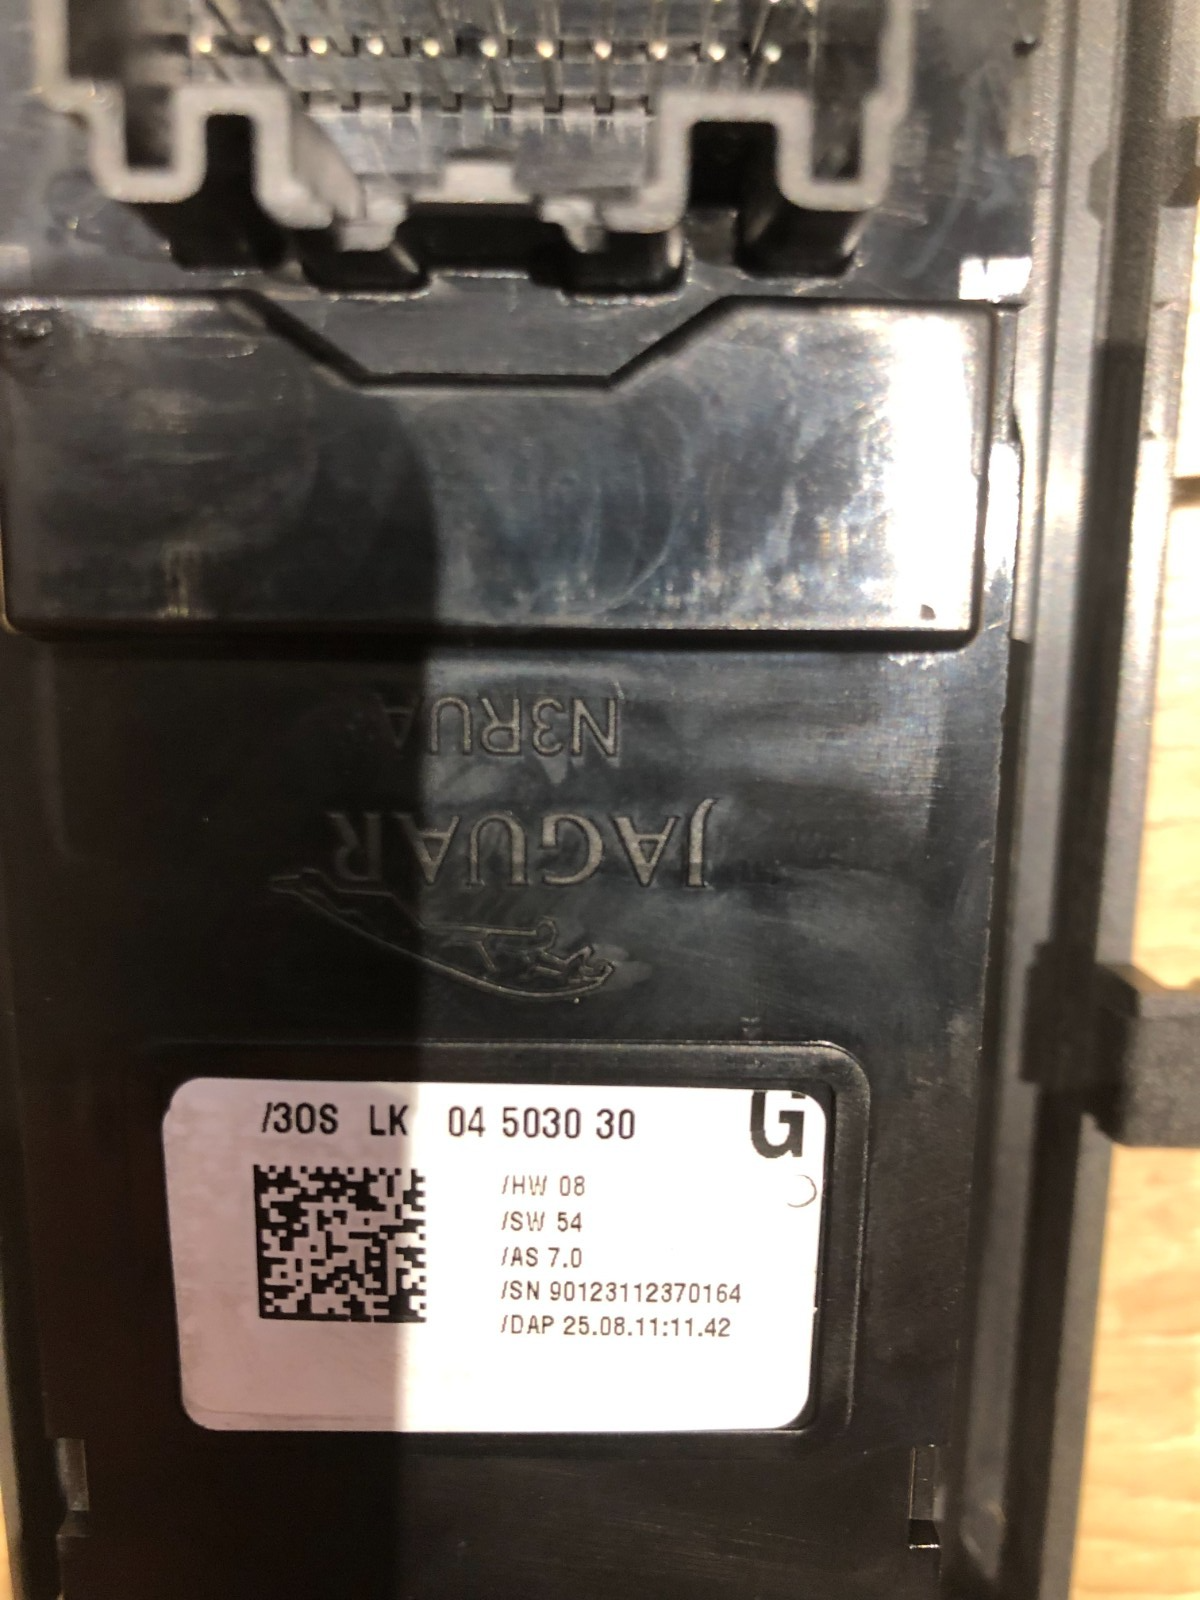 N3RUA
JAGUAR
/30S LK 04 5030 30
G
/HW 08
/SW 54
/AS 7.0
/SN 90123112370164
/DAP 25.08.11:11.42